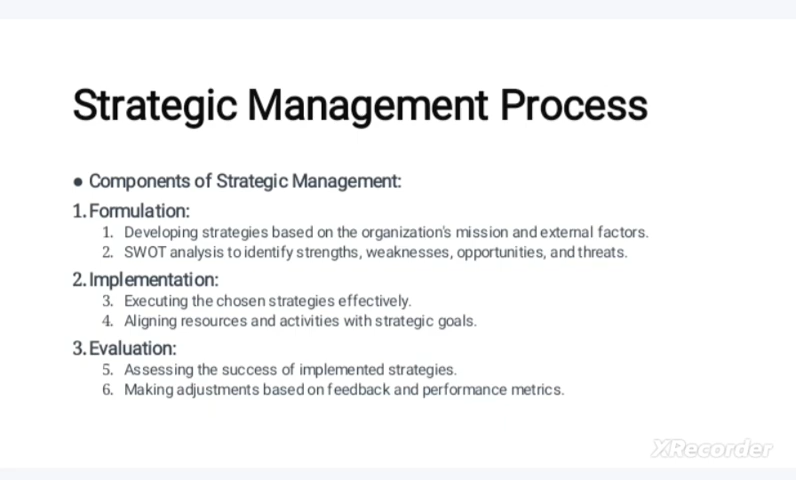 Strategic Management Process
● Components of Strategic Management:
1. Formulation:
1. Developing strategies based on the organization's mission and external factors.
2. SWOT analysis to identify strengths, weaknesses, opportunities, and threats.
2. Implementation:
3. Executing the chosen strategies effectively.
4. Aligning resources and activities with strategic goals.
3. Evaluation:
5. Assessing the success of implemented strategies.
6. Making adjustments based on feedback and performance metrics.
XRecorder